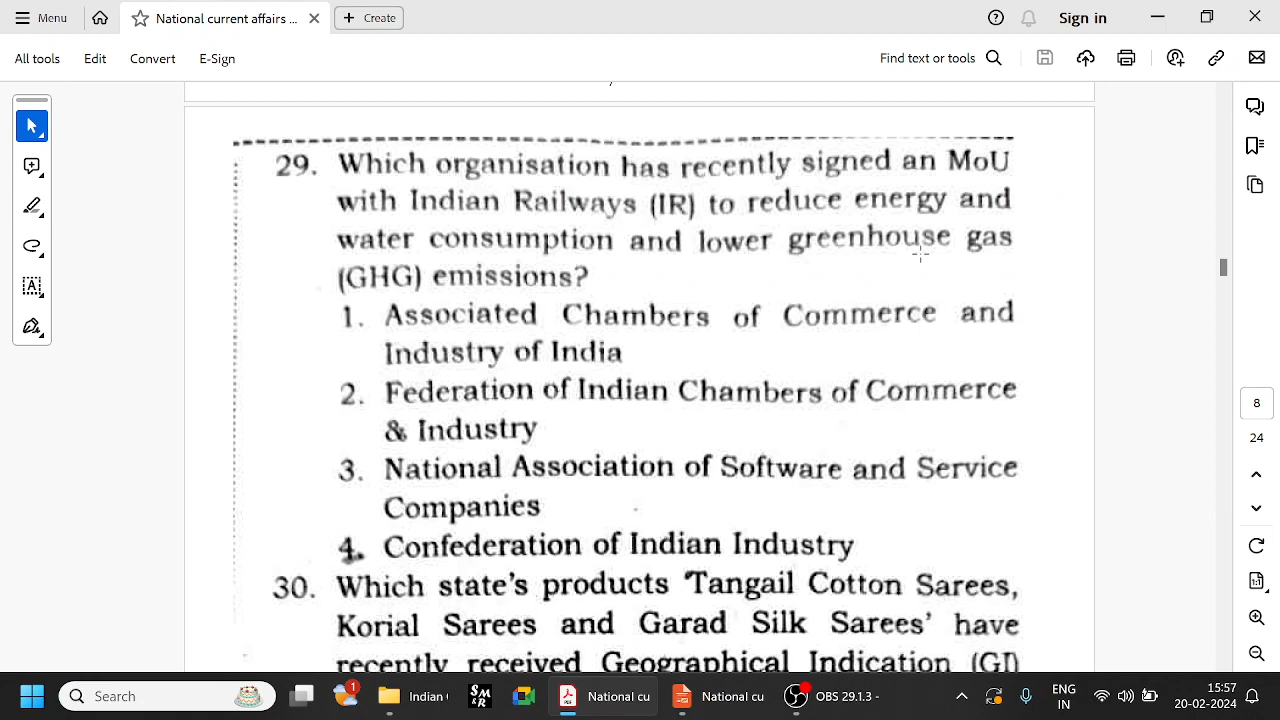 Menu
National current affairs ...
Create
Sign in
All tools
Edit
Convert
E-Sign
Find text or tools
29. Which organisation has recently signed an MoU
with Indian Railways (IR) to reduce energy and
water consumption and lower greenhouse gas
(GHG) emissions?
1. Associated Chambers of Commerce and
Industry of India
2. Federation of Indian Chambers of Commerce
& Industry
3. National Association of Software and Service
Companies
4. Confederation of Indian Industry
30. Which state's products 'Tangail Cotton Sarees,
Korial Sarees and Garad Silk Sarees' have
recently received Geographical Indication (GI)
8
24
Search
1
Indian
SM
&R
National cu
National cu
OBS 29.1.3 -
ENG
IN
15:57
20-02-2024